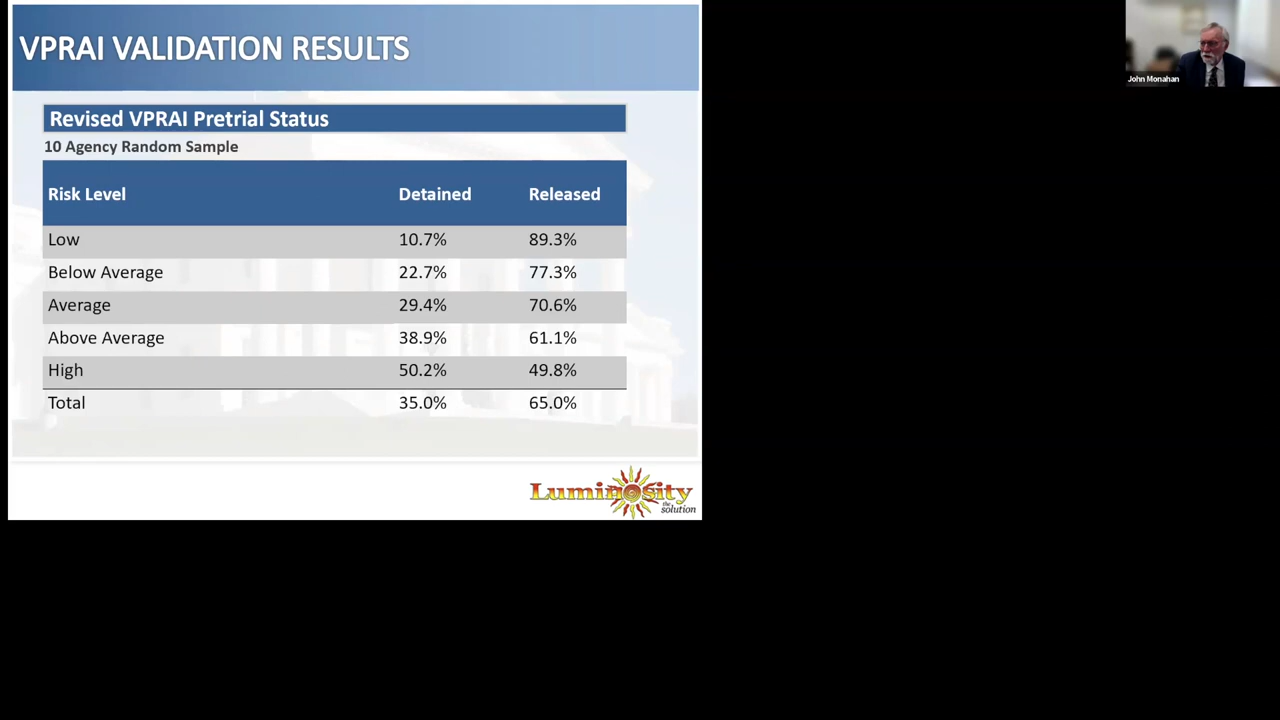 VPRAI VALIDATION RESULTS
John Monahan
Revised VPRAI Pretrial Status
10 Agency Random Sample
Risk Level Detained Released
Low 10.7% 89.3%
Below Average 22.7% 77.3%
Average 29.4% 70.6%
Above Average 38.9% 61.1%
High 50.2% 49.8%
Total 35.0% 65.0%
Luminosity
the
solution